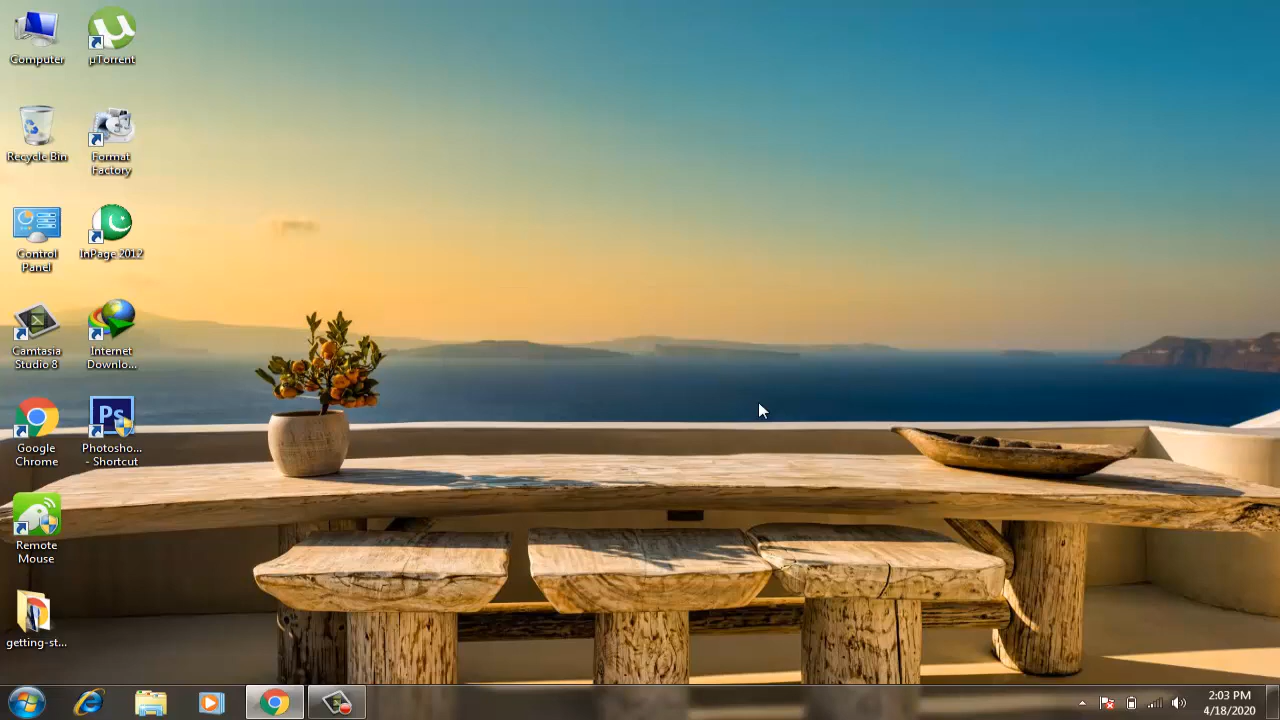 Computer
µTorrent
Recycle Bin
Format
Factory
Control
Panel
InPage 2012
Camtasia
Studio 8
Internet
Downlo...
Google
Chrome
Ps
Photosho...
- Shortcut
Remote
Mouse
getting-st...
2:03 PM
4/18/2020